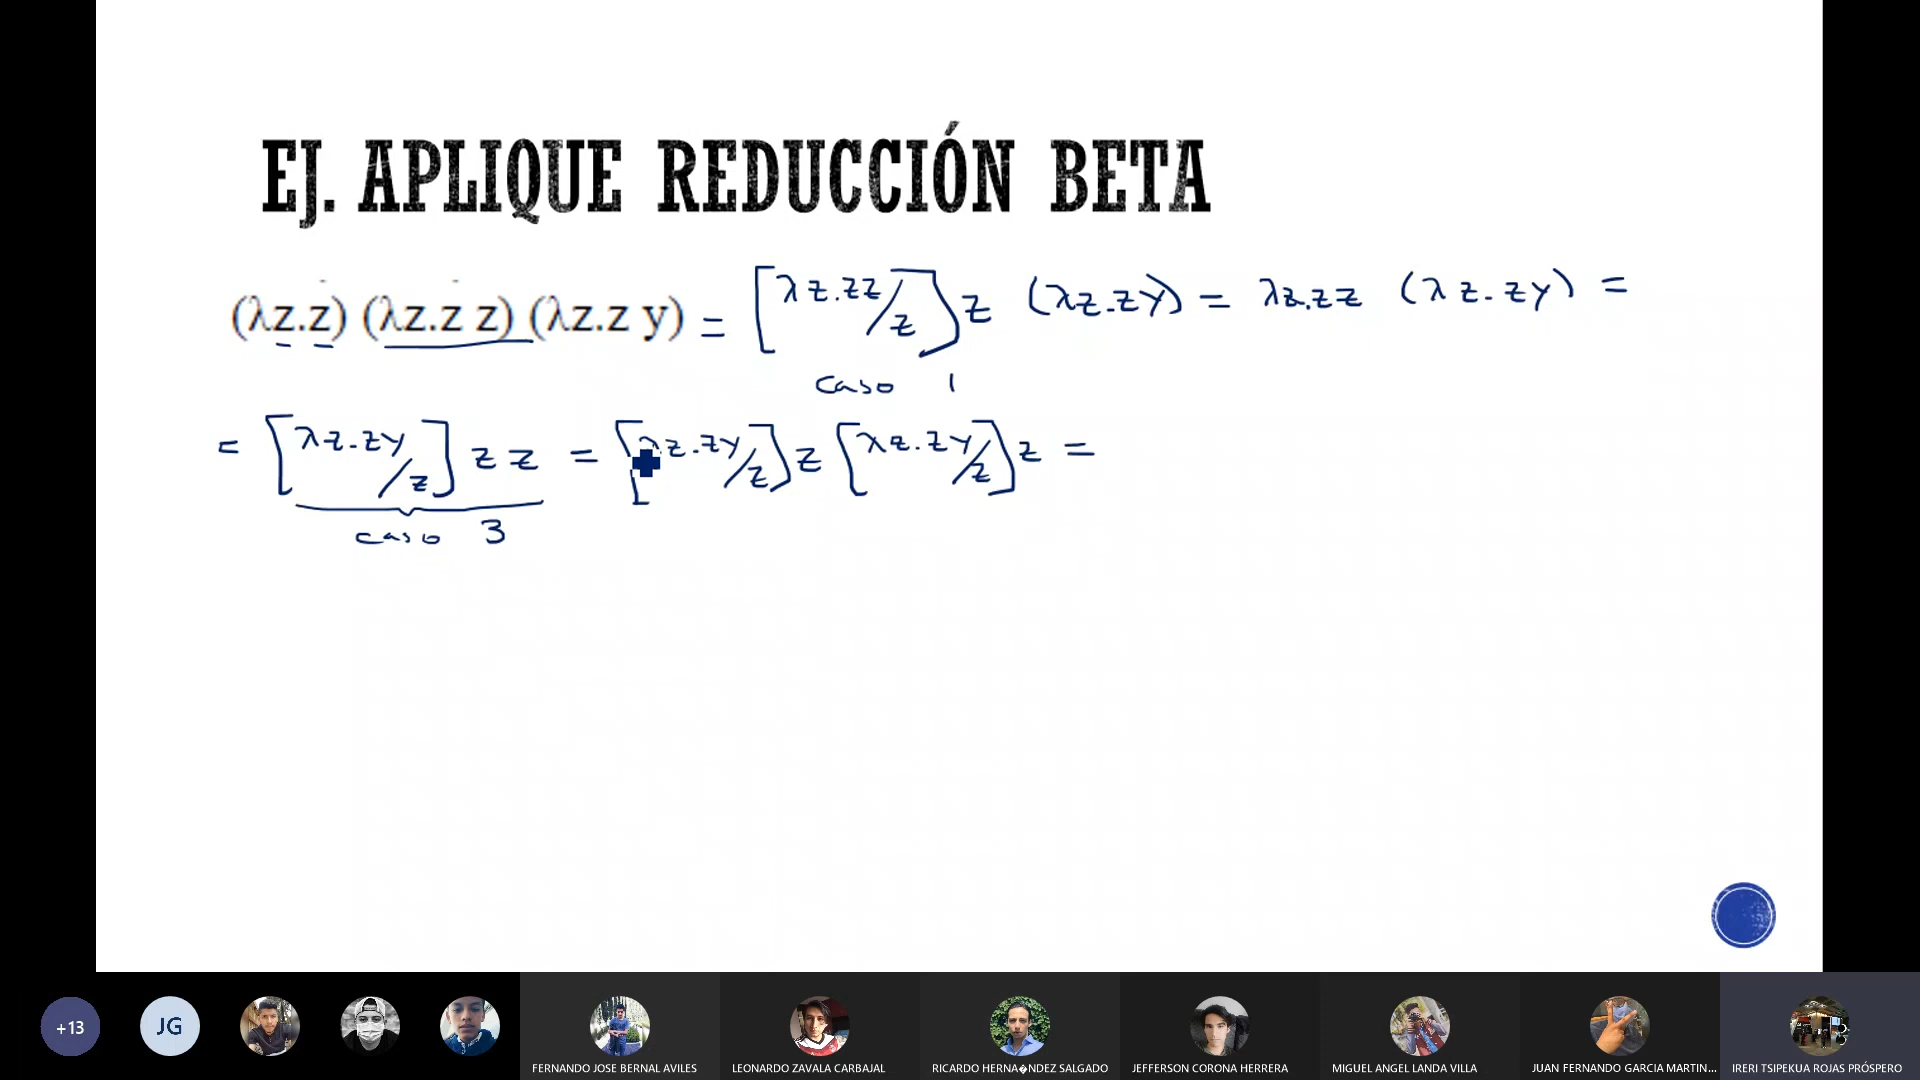 EJ. APLIQUE REDUCCIÓN BETA
(λz.z) (λz.z z) (λz.z y) = [λz.zz/z]z (λz.zy) = λz.zz (λz.zy) =
caso 1
= [λz.zy/z] z z = [λz.zy/z]z [λz.zy/z]z =
caso 3
+13
JG
FERNANDO JOSE BERNAL AVILES
LEONARDO ZAVALA CARBAJAL
RICARDO HERNA�NDEZ SALGADO
JEFFERSON CORONA HERRERA
MIGUEL ANGEL LANDA VILLA
JUAN FERNANDO GARCIA MARTIN...
IRERI TSIPEKUA ROJAS PRÓSPERO